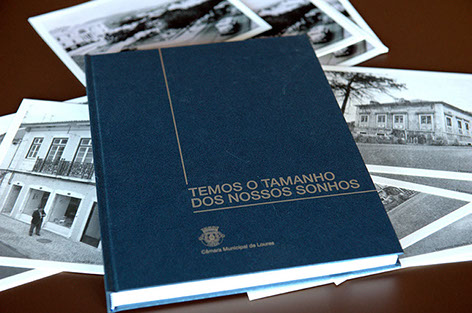 TEMOS O TAMANHO
DOS NOSSOS SONHOS
Câmara Municipal de Loures